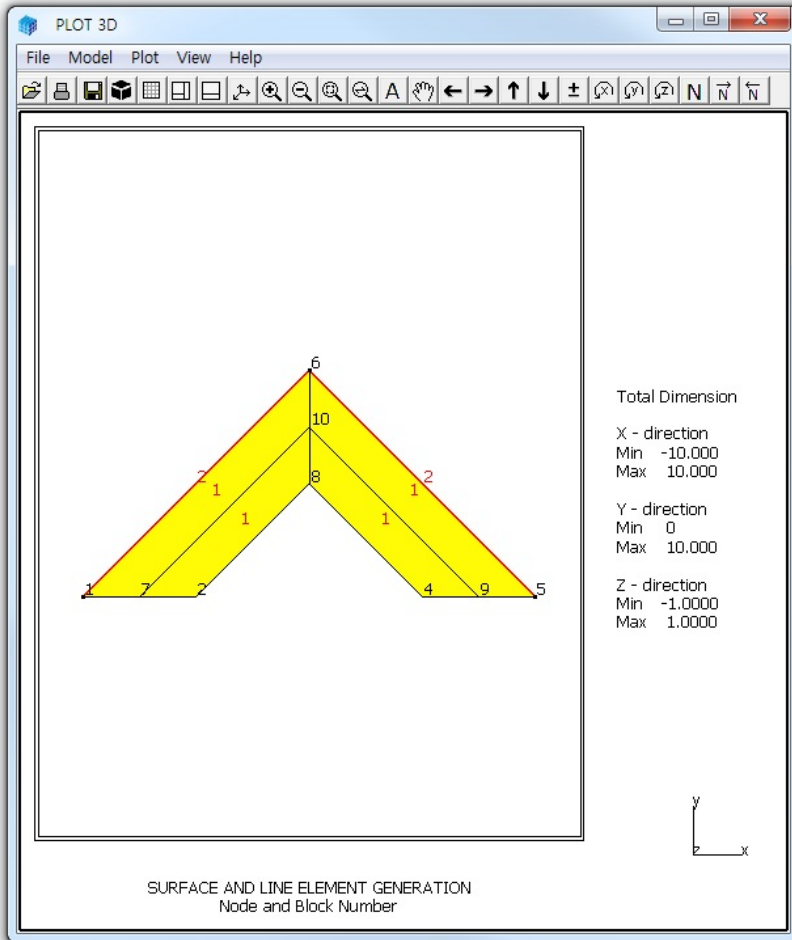 PLOT 3D
File Model Plot View Help
A ± x y z N N N
6
10
2 1 8 1 2
1 1
1 7 2 4 9 5
Total Dimension
X - direction
Min -10.000
Max 10.000
Y - direction
Min 0
Max 10.000
Z - direction
Min -1.0000
Max 1.0000
y
z x
SURFACE AND LINE ELEMENT GENERATION
Node and Block Number